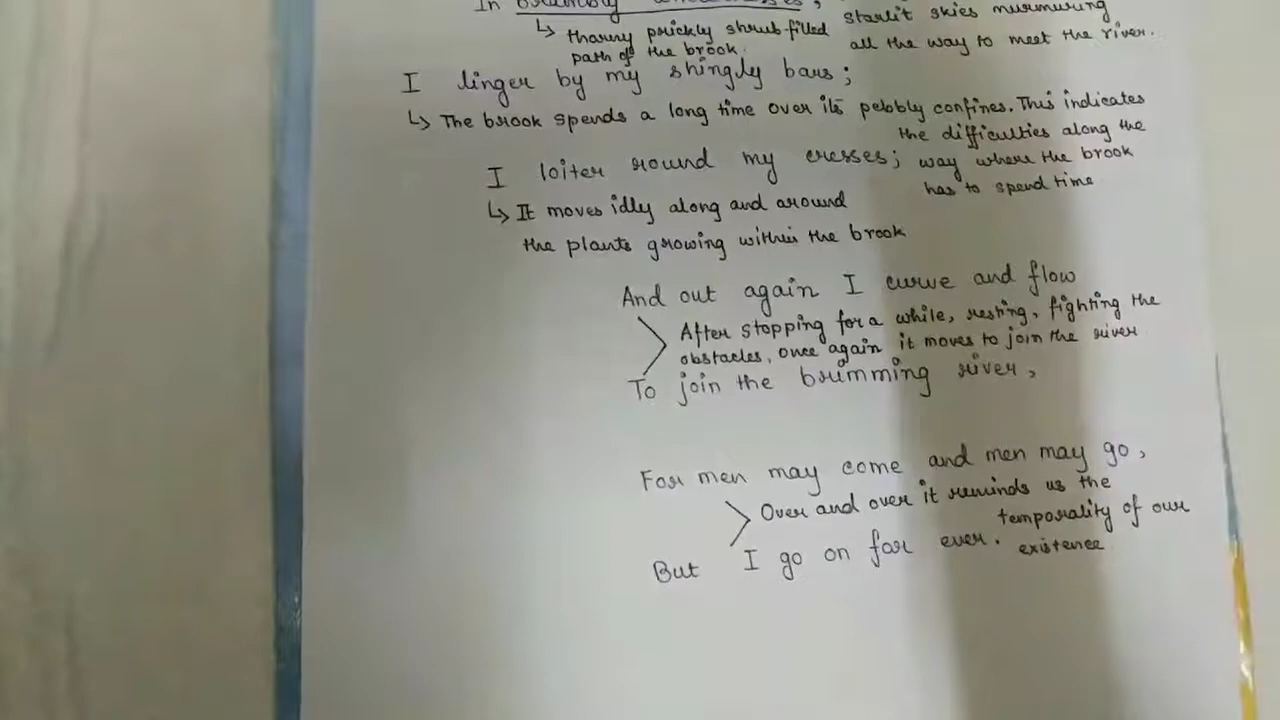 In brambly wildernesses;
↳ thorny prickly shrub-filled starlit skies murmuring
path of the brook. all the way to meet the river.
I linger by my shingly bars;
↳ The brook spends a long time over its pebbly confines. This indicates
the difficulties along the
I loiter round my cresses; way where the brook
has to spend time
↳ It moves idly along and around
the plants growing within the brook
And out again I curve and flow
After stopping for a while, resting, fighting the
obstacles, once again it moves to join the river
To join the brimming river,
For men may come and men may go,
Over and over it reminds us the
temporality of our
But I go on for ever. existence